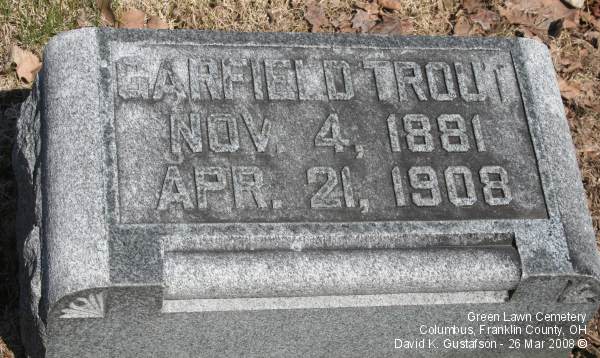 GARFIELD TROUT
NOV. 4, 1881
APR. 21, 1908
Green Lawn Cemetery
Columbus, Franklin County, OH
David K. Gustafson - 26 Mar 2008 ©